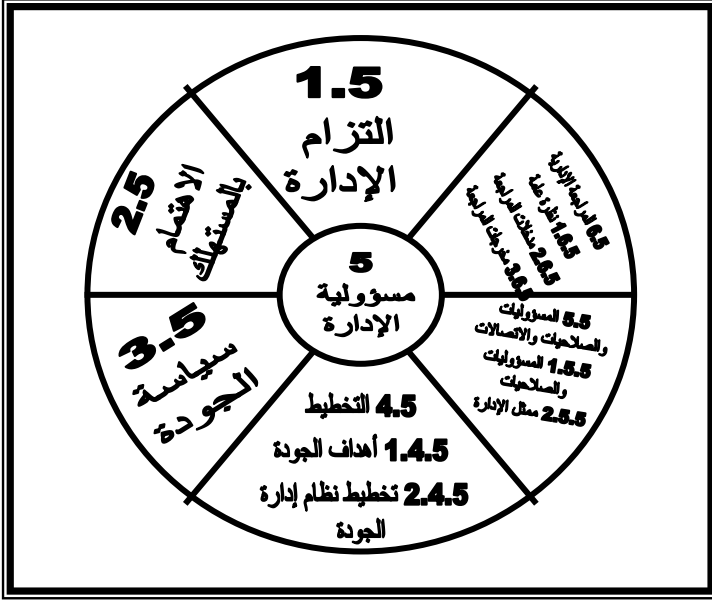 5
مسؤولية
الإدارة
1.5
التزام
الإدارة
2.5
الاهتمام
بالمستهلك
3.5
سياسة
الجودة
4.5 التخطيط
1.4.5 أهداف الجودة
2.4.5 تخطيط نظام إدارة
الجودة
5.5 المسؤوليات
والصلاحيات والاتصالات
1.5.5 المسؤوليات
والصلاحيات
2.5.5 ممثل الإدارة
6.5 المراجعة الإدارية
1.6.5 نظرة عامة
2.6.5 مدخلات المراجعة
3.6.5 مخرجات المراجعة